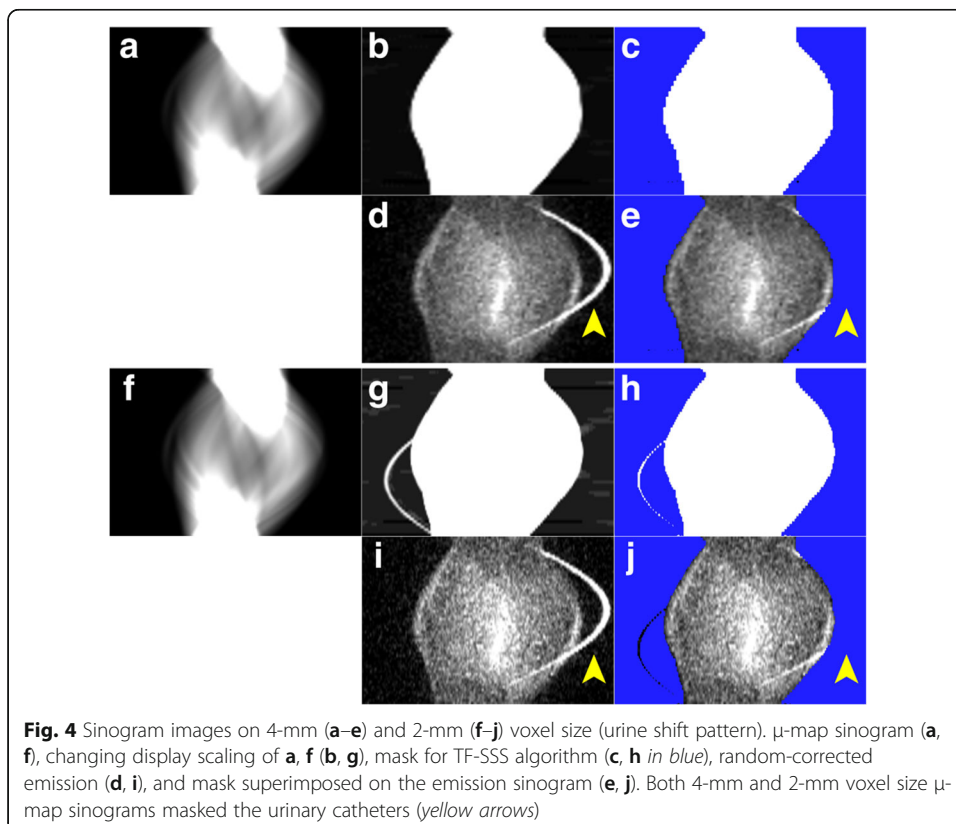 a b c
d e
f g h
i j
Fig. 4 Sinogram images on 4-mm (a–e) and 2-mm (f–j) voxel size (urine shift pattern). μ-map sinogram (a,
f), changing display scaling of a, f (b, g), mask for TF-SSS algorithm (c, h in blue), random-corrected
emission (d, i), and mask superimposed on the emission sinogram (e, j). Both 4-mm and 2-mm voxel size μ-
map sinograms masked the urinary catheters (yellow arrows)